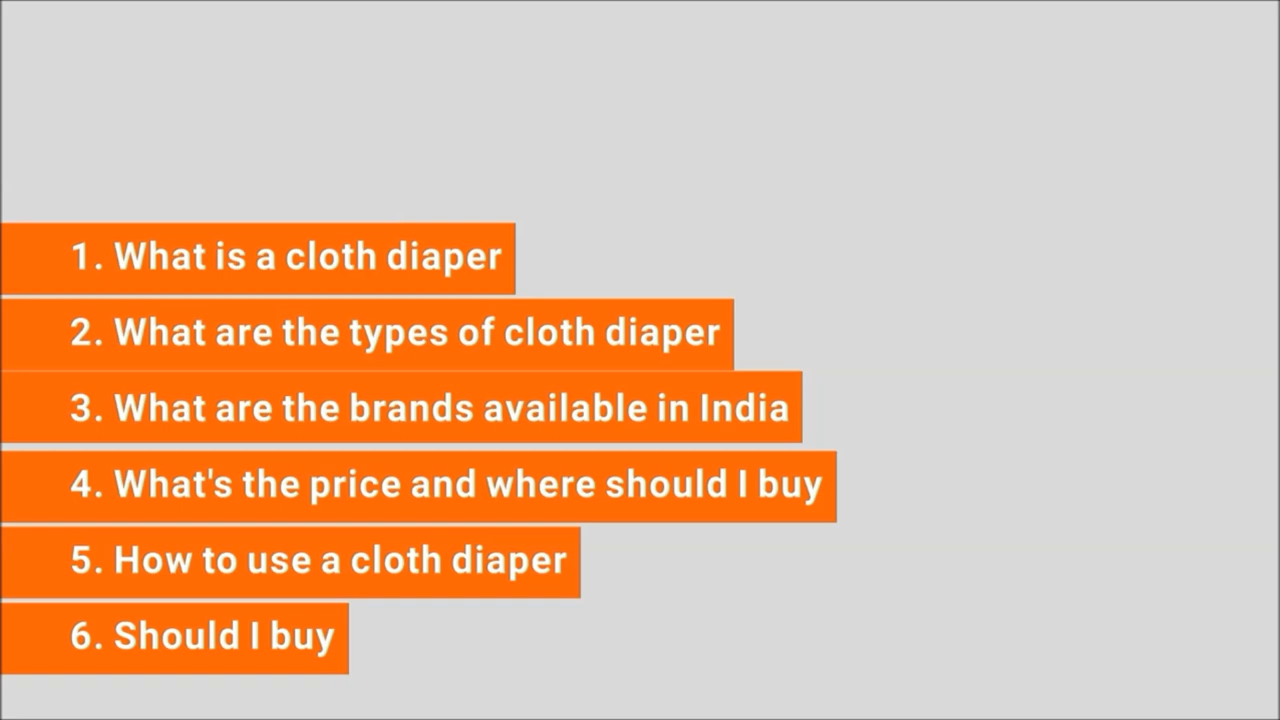 1. What is a cloth diaper
2. What are the types of cloth diaper
3. What are the brands available in India
4. What's the price and where should I buy
5. How to use a cloth diaper
6. Should I buy